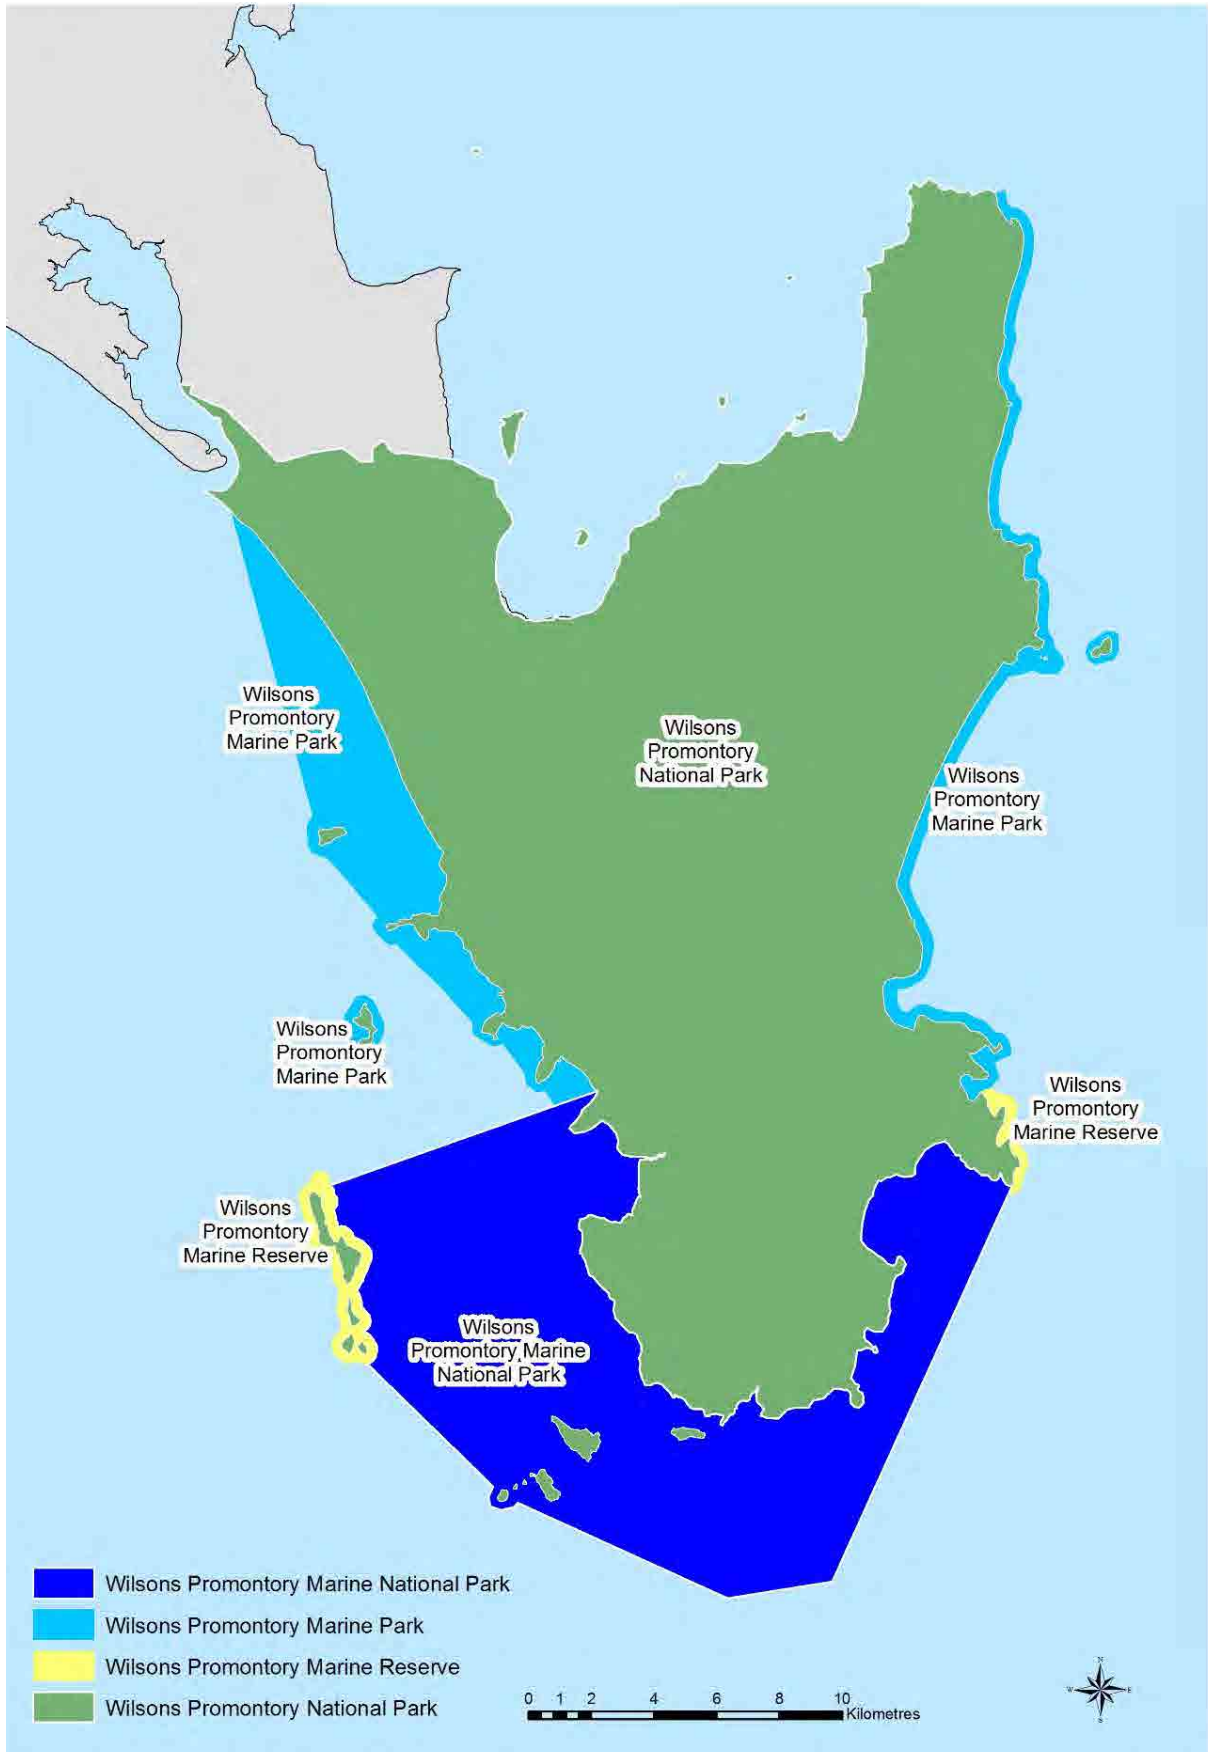 Wilsons
Promontory
Marine Park
Wilsons
Promontory
National Park
Wilsons
Promontory
Marine Park
Wilsons
Promontory
Marine Park
Wilsons
Promontory
Marine Reserve
Wilsons
Promontory
Marine Reserve
Wilsons
Promontory Marine
National Park
Wilsons Promontory Marine National Park
Wilsons Promontory Marine Park
Wilsons Promontory Marine Reserve
Wilsons Promontory National Park
0 1 2 4 6 8 10
Kilometres
N
W E
S